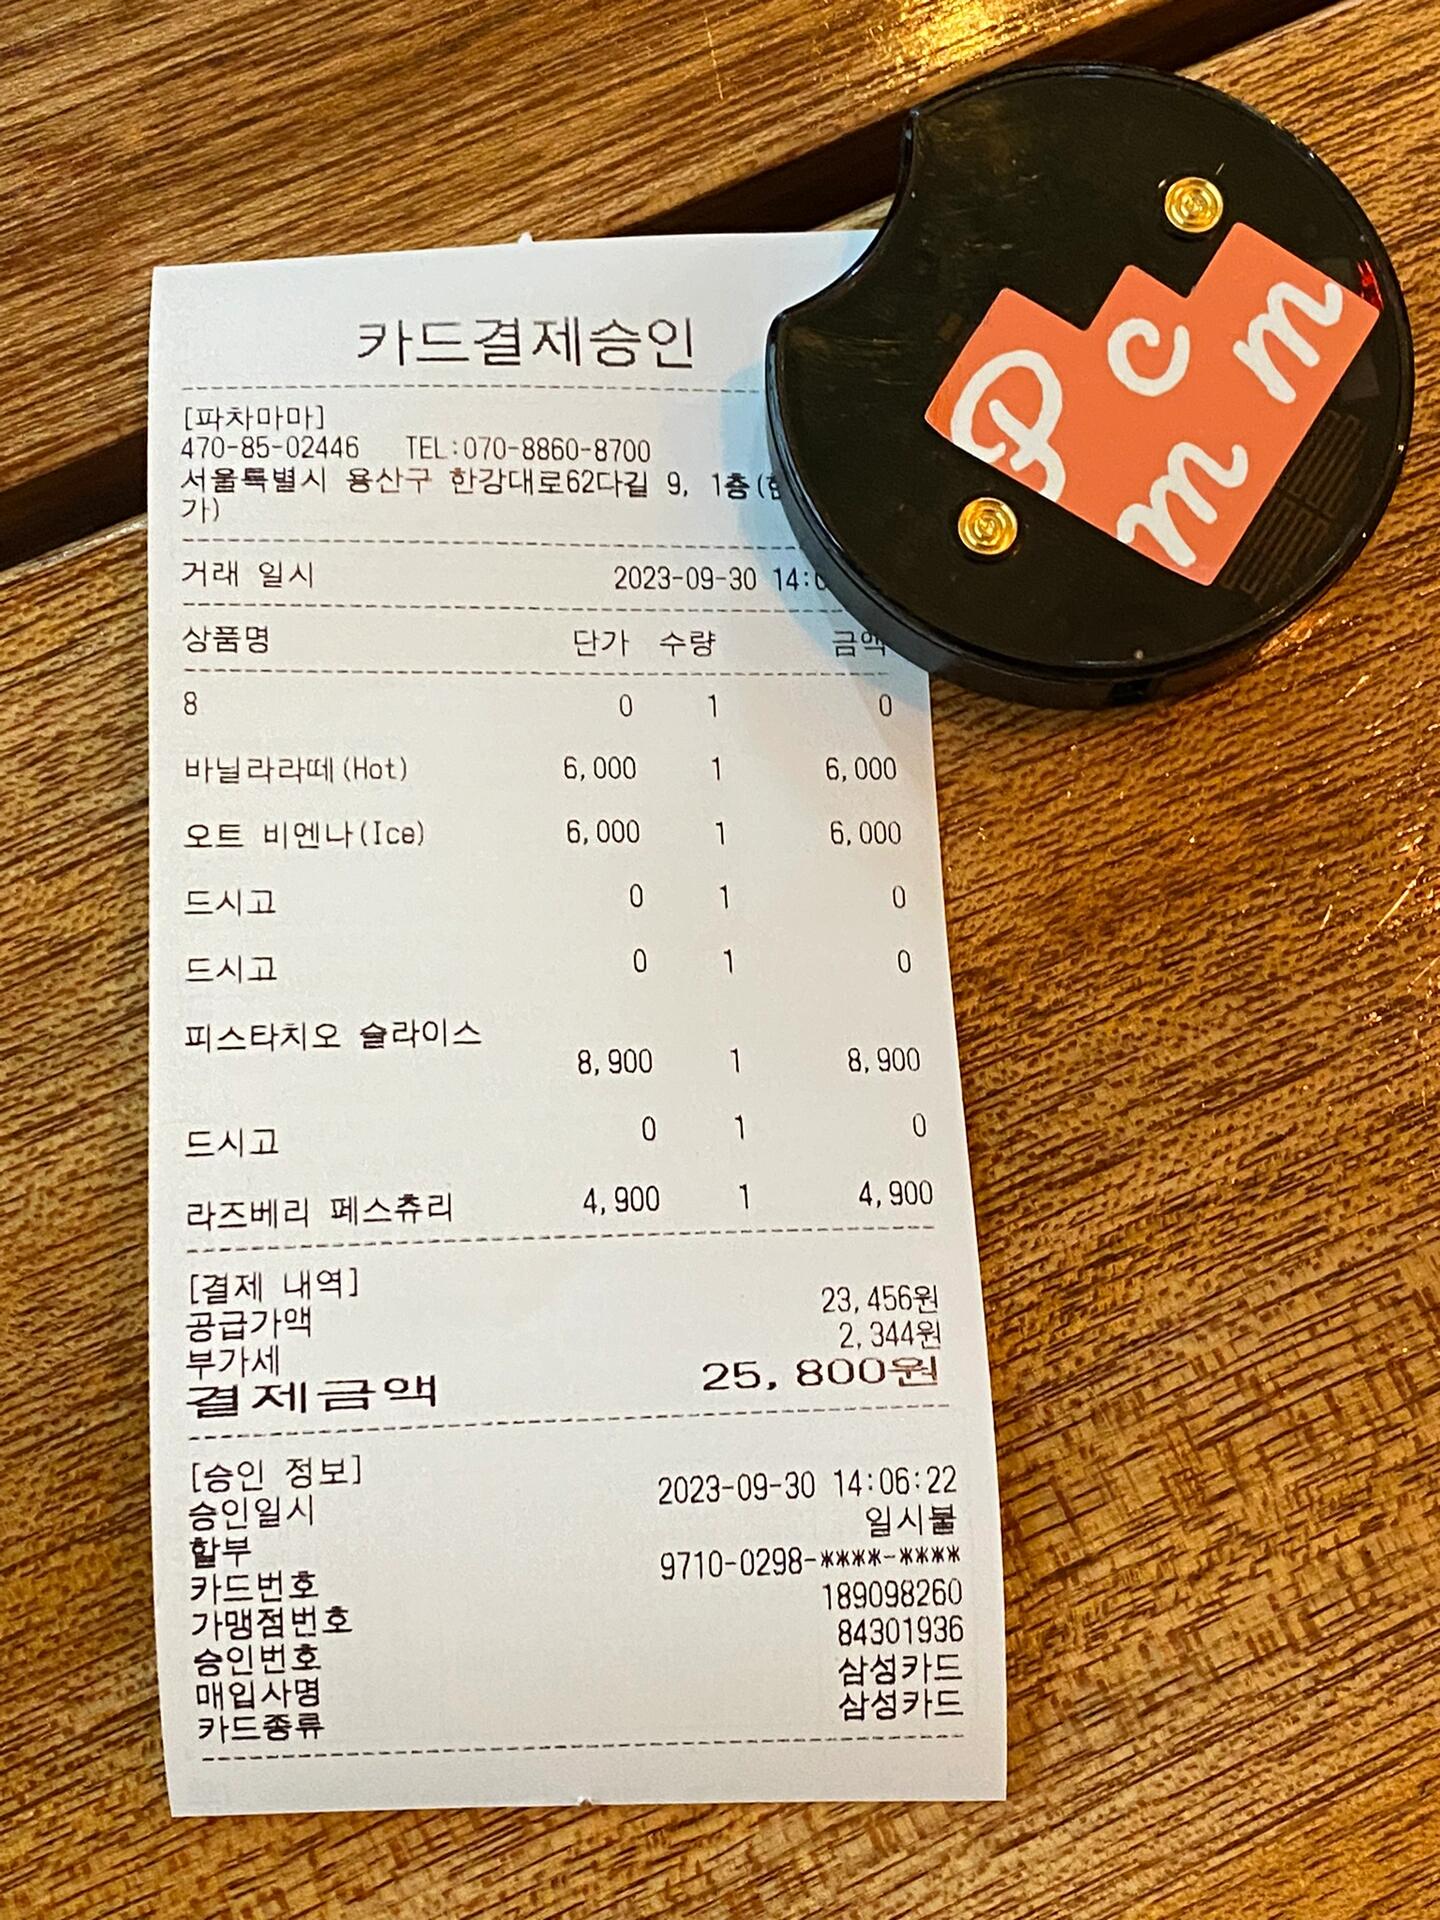 카드결제승인
[파차마마]
470-85-02446 TEL:070-8860-8700
서울특별시 용산구 한강대로62다길 9, 1층(
가)
거래 일시 2023-09-30 14:0
상품명 단가 수량 금액
8 0 1 0
바닐라라떼(Hot) 6,000 1 6,000
오트 비엔나(Ice) 6,000 1 6,000
드시고 0 1 0
드시고 0 1 0
피스타치오 슬라이스
8,900 1 8,900
드시고 0 1 0
라즈베리 페스츄리 4,900 1 4,900
[결제 내역]
공급가액 23,456원
부가세 2,344원
결제금액 25,800원
[승인 정보]
승인일시 2023-09-30 14:06:22
할부 일시불
카드번호 9710-0298-****-****
가맹점번호 189098260
승인번호 84301936
매입사명 삼성카드
카드종류 삼성카드
P c m m